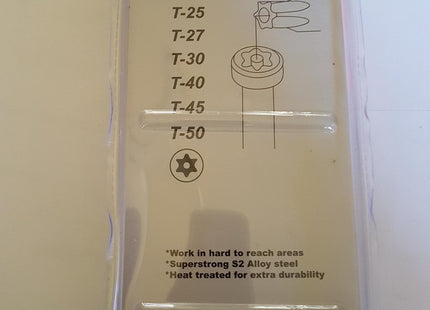 T-25
T-27
T-30
T-40
T-45
T-50
*Work in hard to reach areas
*Superstrong S2 Alloy steel
*Heat treated for extra durability